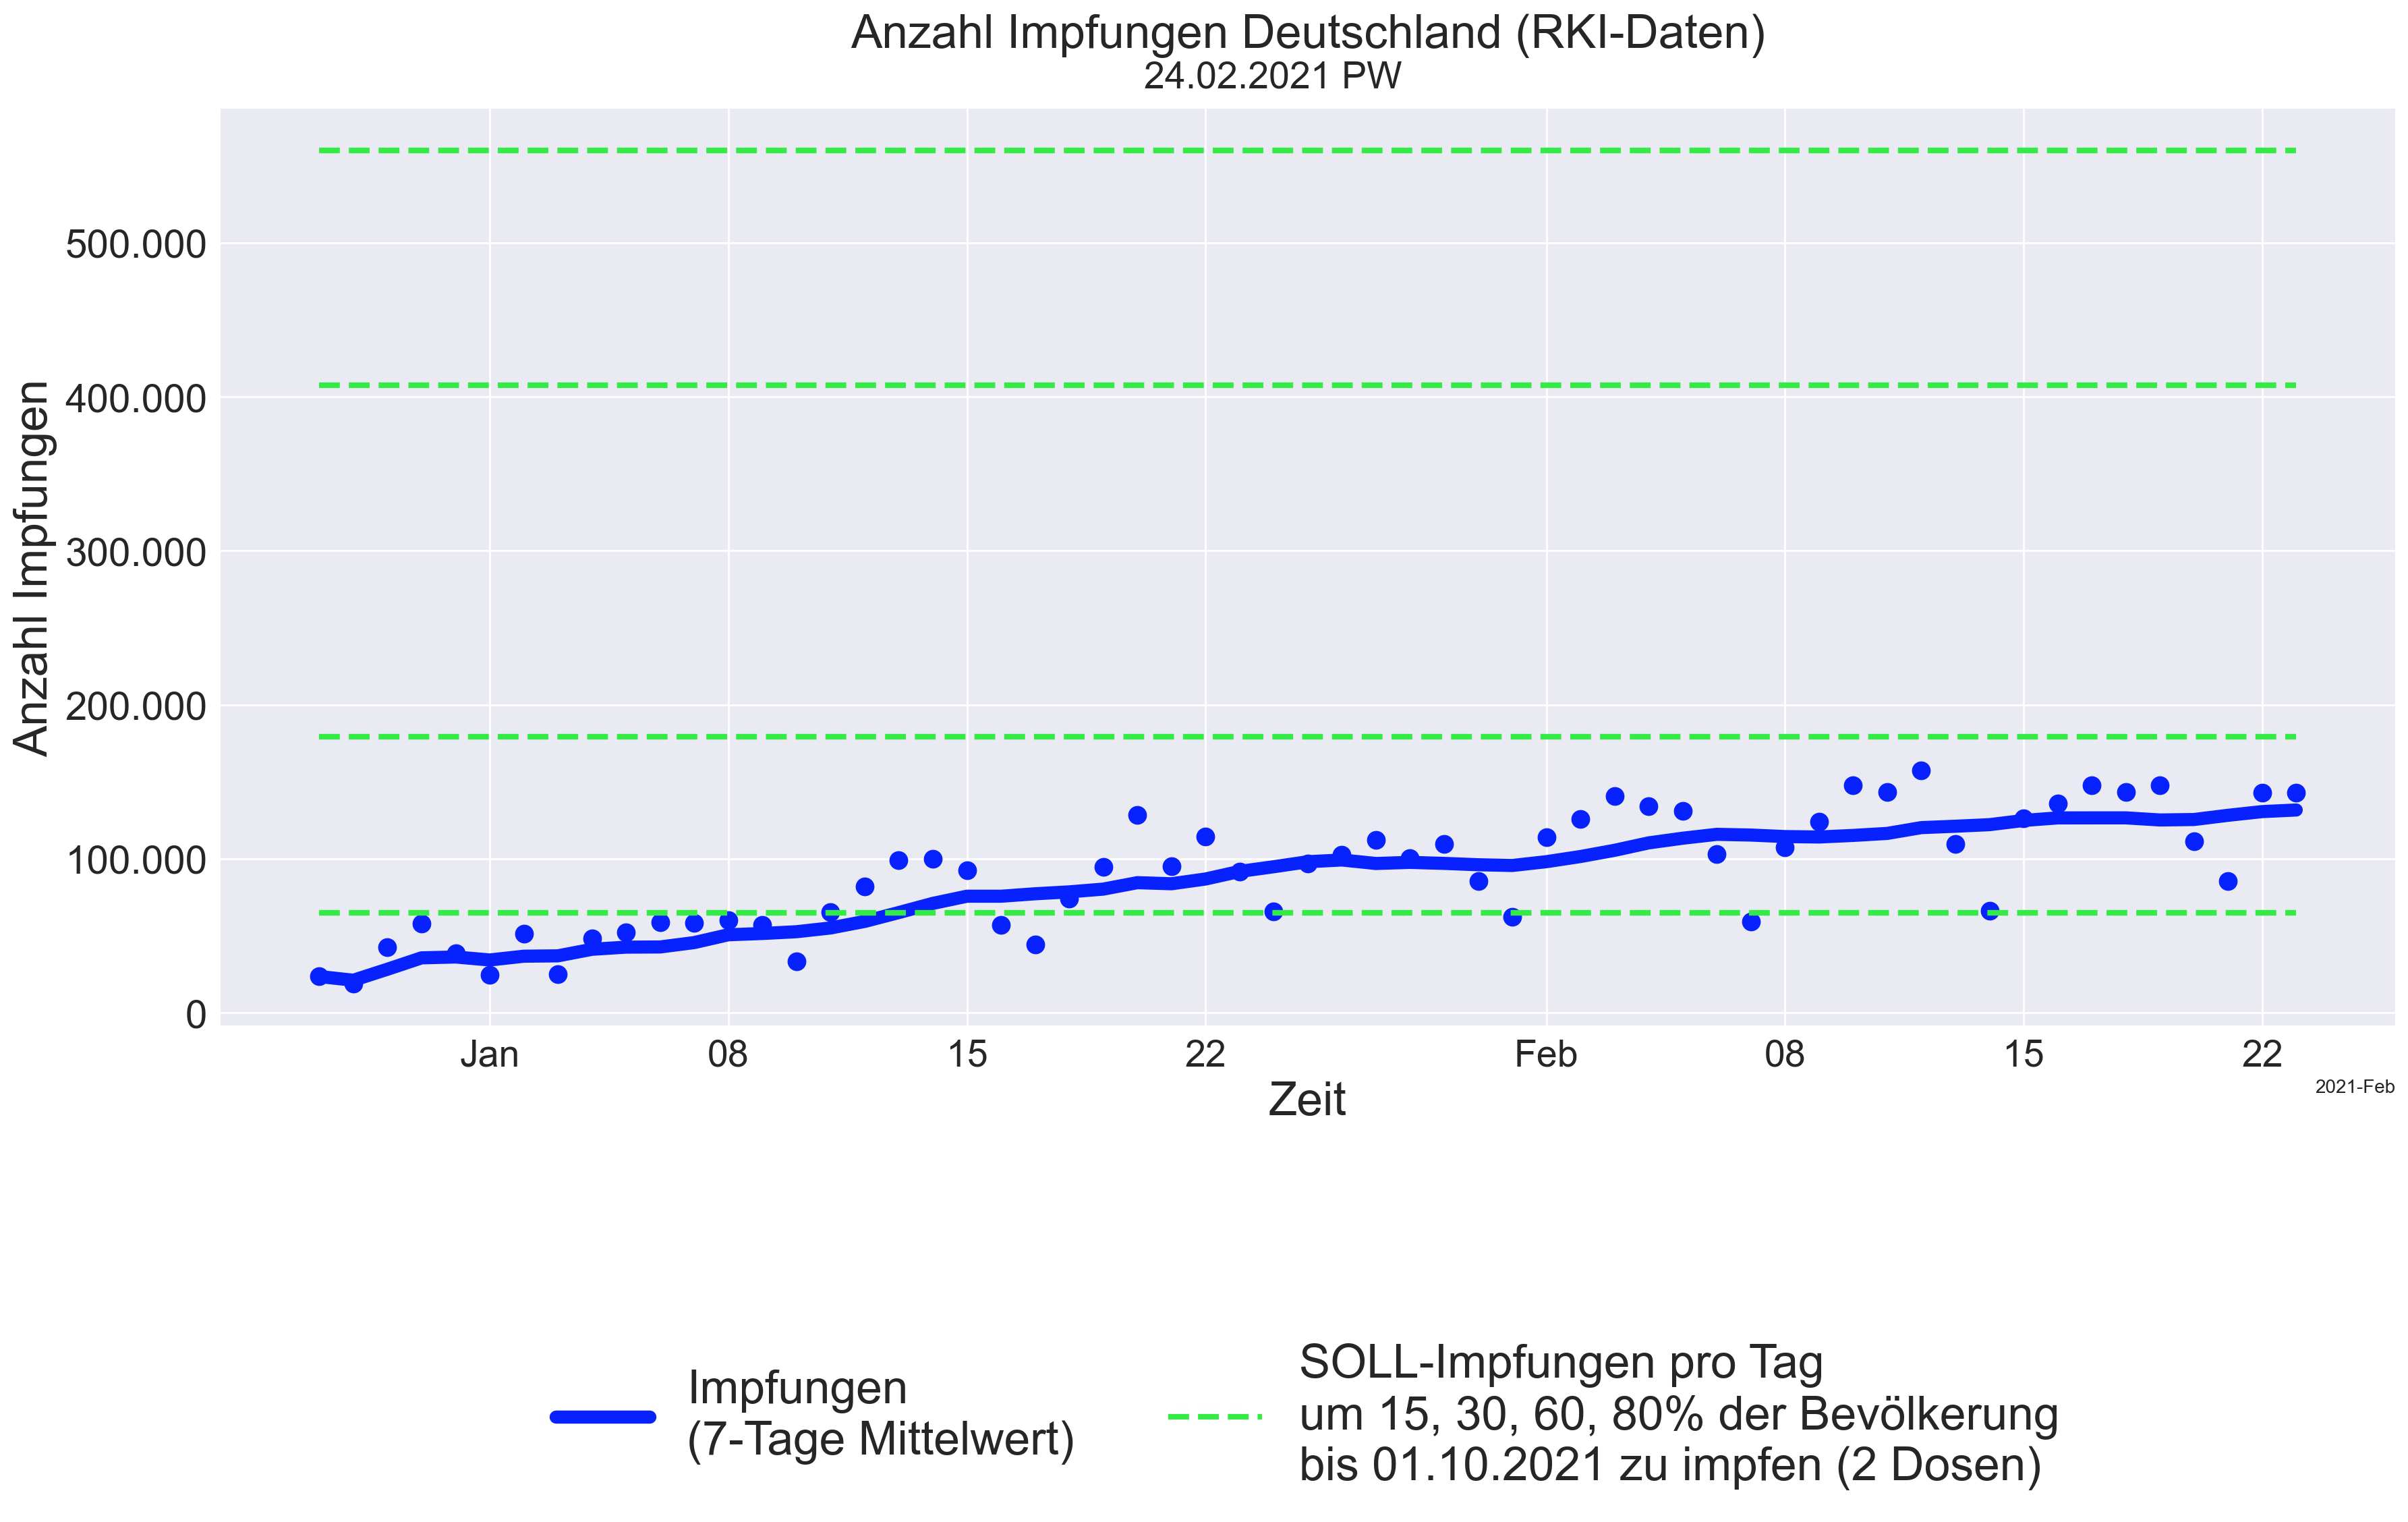 Anzahl Impfungen Deutschland (RKI-Daten)
24.02.2021 PW
Anzahl Impfungen
500.000
400.000
300.000
200.000
100.000
0
Jan 08 15 22 Feb 08 15 22
Zeit
2021-Feb
Impfungen
(7-Tage Mittelwert)
SOLL-Impfungen pro Tag
um 15, 30, 60, 80% der Bevölkerung
bis 01.10.2021 zu impfen (2 Dosen)